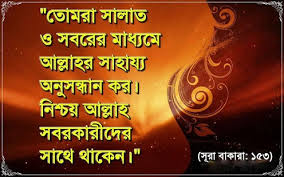 "তোমরা সালাত
ও সবরের মাধ্যমে
আল্লাহর সাহায্য
অনুসন্ধান কর।
নিশ্চয় আল্লাহ
সবরকারীদের
সাথে থাকেন।"
(সূরা বাকারা: ১৫৩)